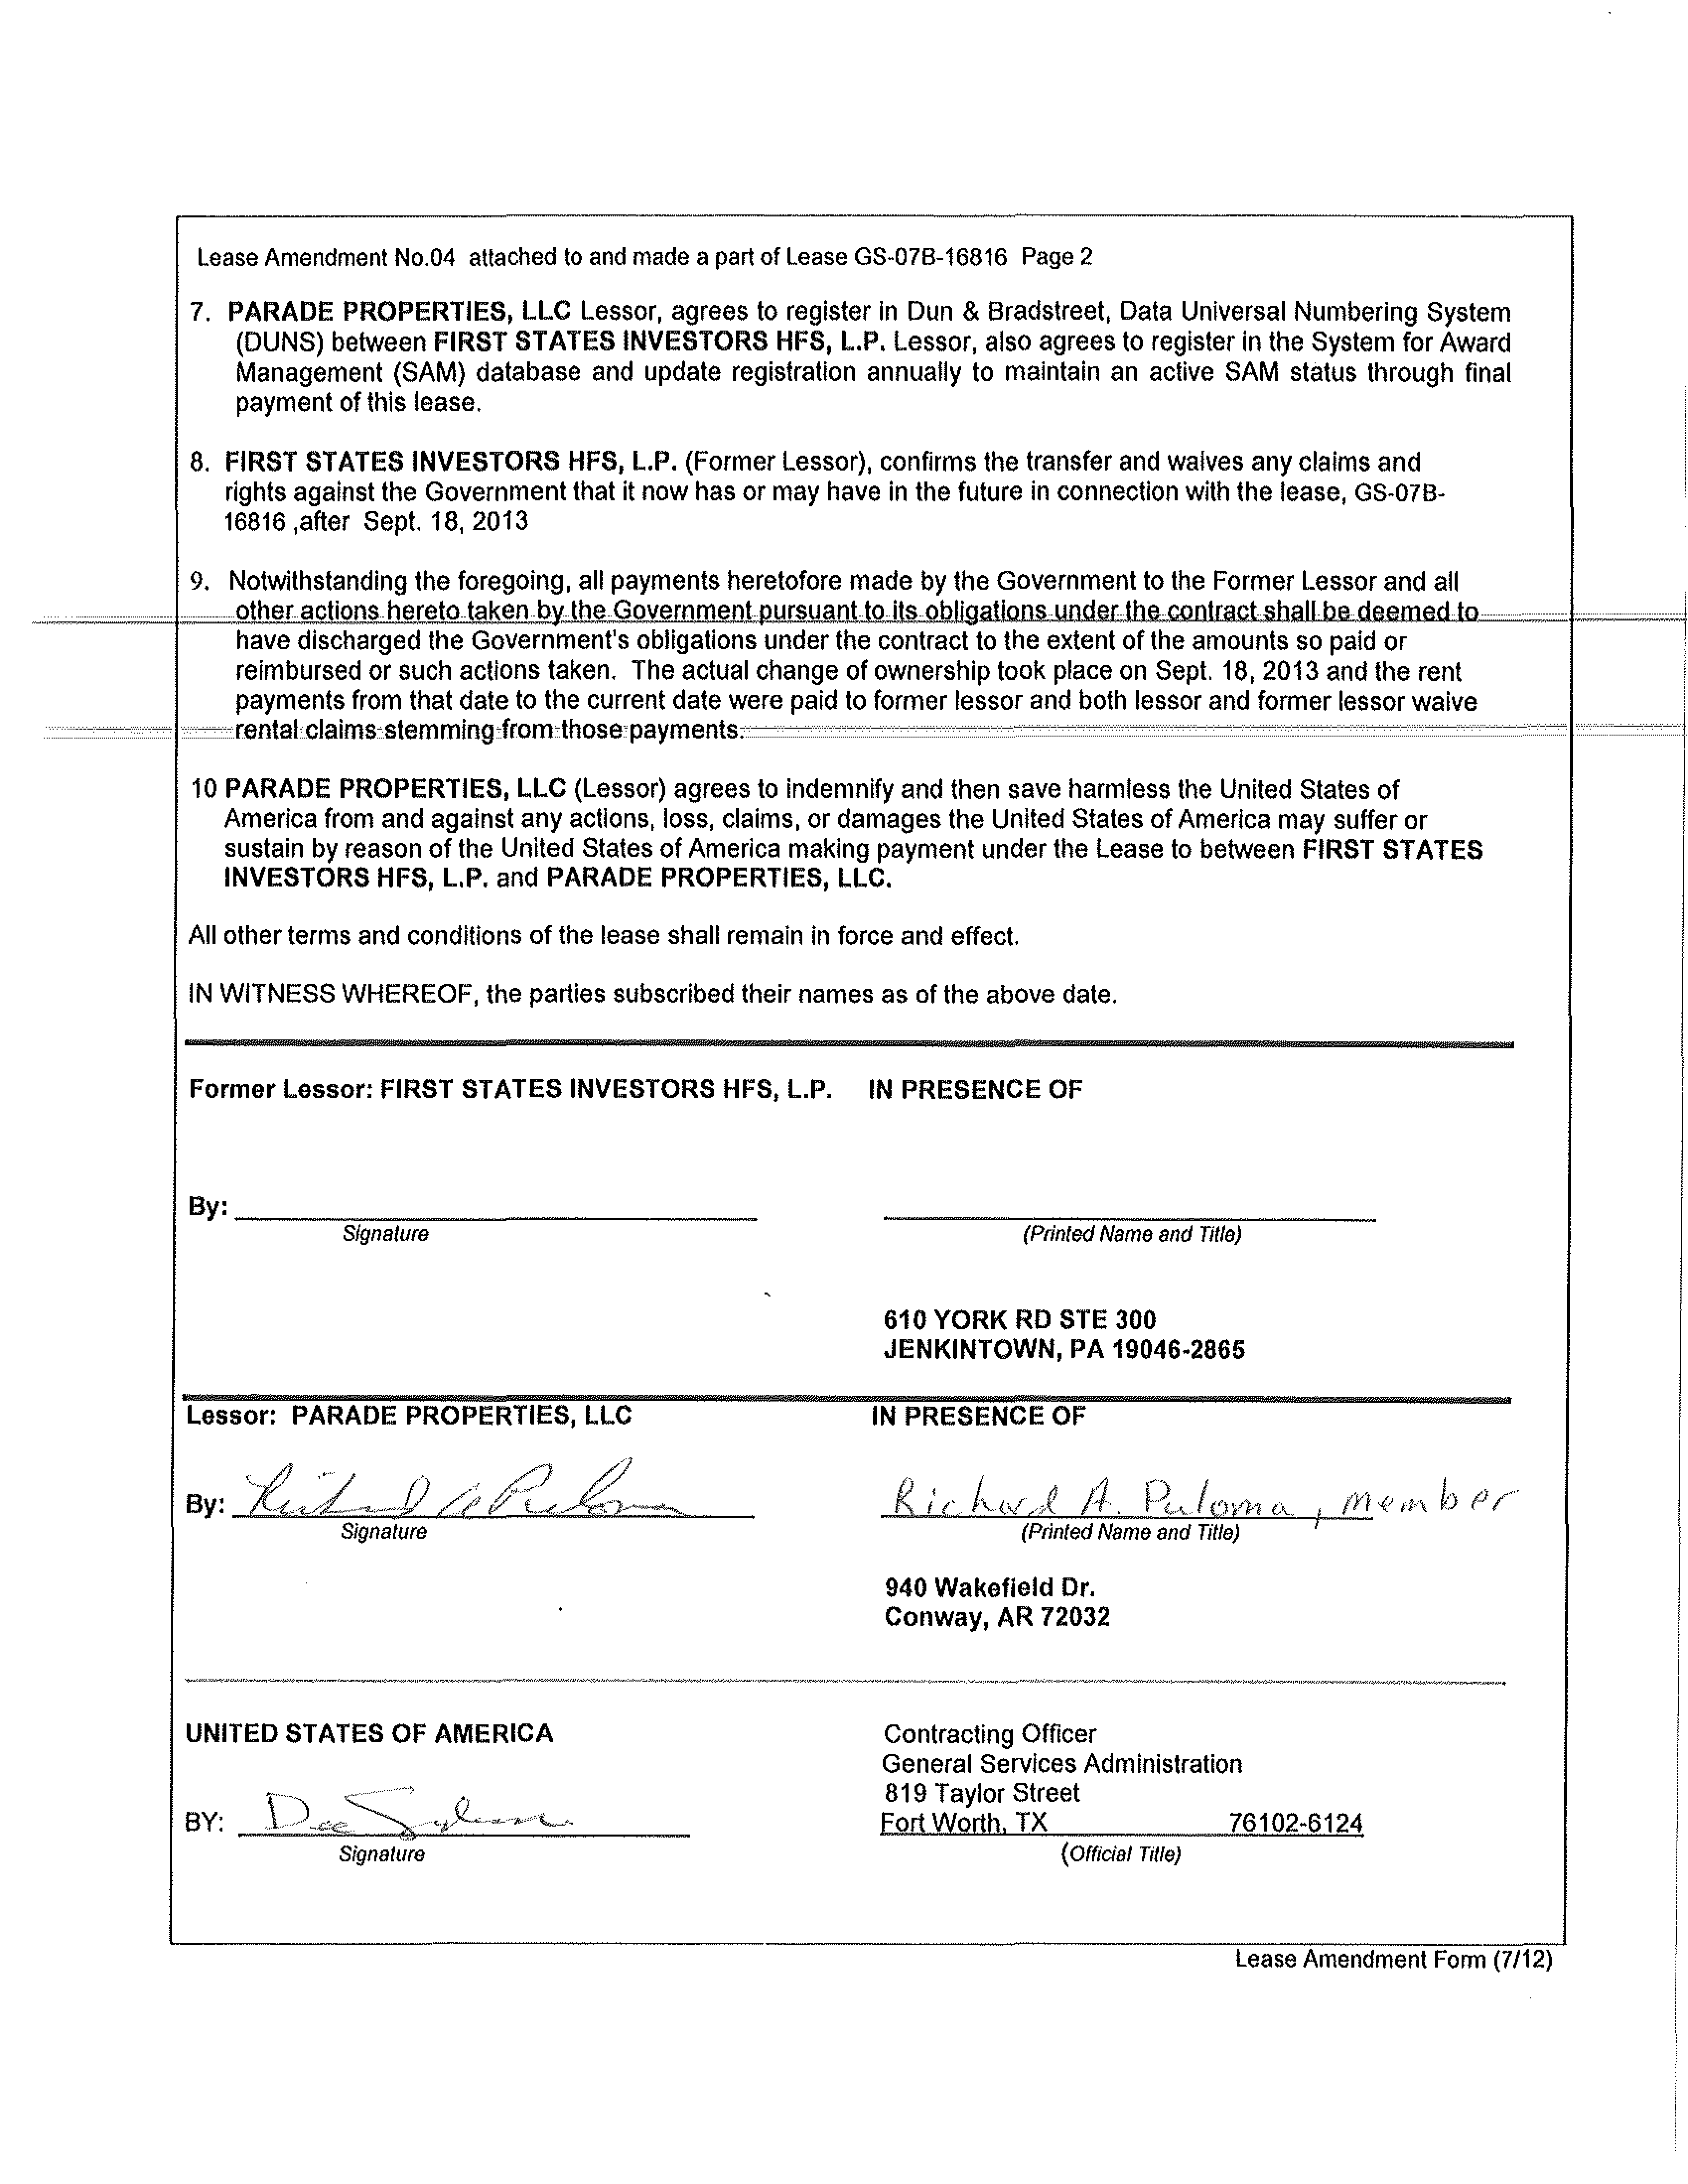 Lease Amendment No.04 attached to and made a part of Lease GS-07B-16816 Page 2
7. PARADE PROPERTIES, LLC Lessor, agrees to register in Dun & Bradstreet, Data Universal Numbering System
(DUNS) between FIRST STATES INVESTORS HFS, L.P. Lessor, also agrees to register in the System for Award
Management (SAM) database and update registration annually to maintain an active SAM status through final
payment of this lease.
8. FIRST STATES INVESTORS HFS, L.P. (Former Lessor), confirms the transfer and waives any claims and
rights against the Government that it now has or may have in the future in connection with the lease, GS-07B-
16816 ,after Sept. 18, 2013
9. Notwithstanding the foregoing, all payments heretofore made by the Government to the Former Lessor and all
other actions hereto taken by the Government pursuant to its obligations under the contract shall be deemed to
have discharged the Government's obligations under the contract to the extent of the amounts so paid or
reimbursed or such actions taken. The actual change of ownership took place on Sept. 18, 2013 and the rent
payments from that date to the current date were paid to former lessor and both lessor and former lessor waive
rental claims stemming from those payments.
10 PARADE PROPERTIES, LLC (Lessor) agrees to indemnify and then save harmless the United States of
America from and against any actions, loss, claims, or damages the United States of America may suffer or
sustain by reason of the United States of America making payment under the Lease to between FIRST STATES
INVESTORS HFS, L.P. and PARADE PROPERTIES, LLC.
All other terms and conditions of the lease shall remain in force and effect.
IN WITNESS WHEREOF, the parties subscribed their names as of the above date.
Former Lessor: FIRST STATES INVESTORS HFS, L.P. IN PRESENCE OF
By:
Signature (Printed Name and Title)
610 YORK RD STE 300
JENKINTOWN, PA 19046-2865
Lessor: PARADE PROPERTIES, LLC IN PRESENCE OF
By: Richard A. Puloma, member
Signature (Printed Name and Title)
940 Wakefield Dr.
Conway, AR 72032
UNITED STATES OF AMERICA Contracting Officer
General Services Administration
819 Taylor Street
BY: Dee Fort Worth, TX 76102-6124
Signature (Official Title)
Lease Amendment Form (7/12)